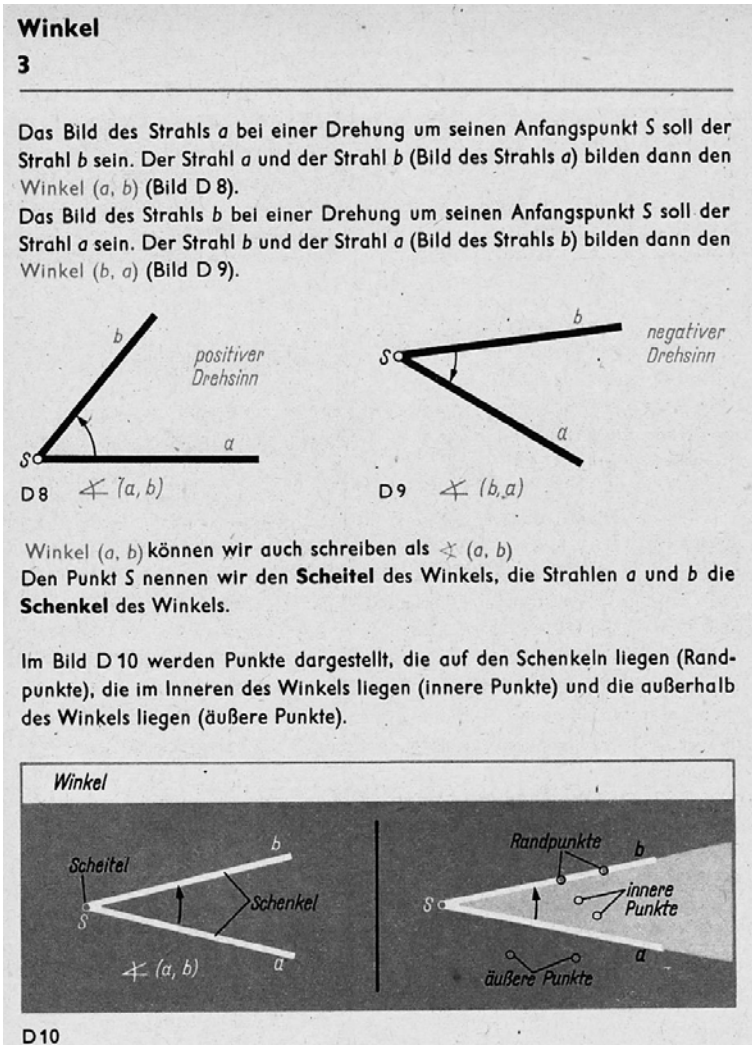 Winkel
3
Das Bild des Strahls a bei einer Drehung um seinen Anfangspunkt S soll der
Strahl b sein. Der Strahl a und der Strahl b (Bild des Strahls a) bilden dann den
Winkel (a, b) (Bild D 8).
Das Bild des Strahls b bei einer Drehung um seinen Anfangspunkt S soll der
Strahl a sein. Der Strahl b und der Strahl a (Bild des Strahls b) bilden dann den
Winkel (b, a) (Bild D 9).
b
positiver
Drehsinn
a
S
D 8 ∢ (a, b)
b
negativer
Drehsinn
S
a
D 9 ∢ (b, a)
Winkel (a, b) können wir auch schreiben als ∢ (a, b)
Den Punkt S nennen wir den Scheitel des Winkels, die Strahlen a und b die
Schenkel des Winkels.
Im Bild D 10 werden Punkte dargestellt, die auf den Schenkeln liegen (Rand-
punkte), die im Inneren des Winkels liegen (innere Punkte) und die außerhalb
des Winkels liegen (äußere Punkte).
Winkel
b
Scheitel
Schenkel
S
∢ (a, b)
a
Randpunkte
b
innere
Punkte
S
a
äußere Punkte
D 10